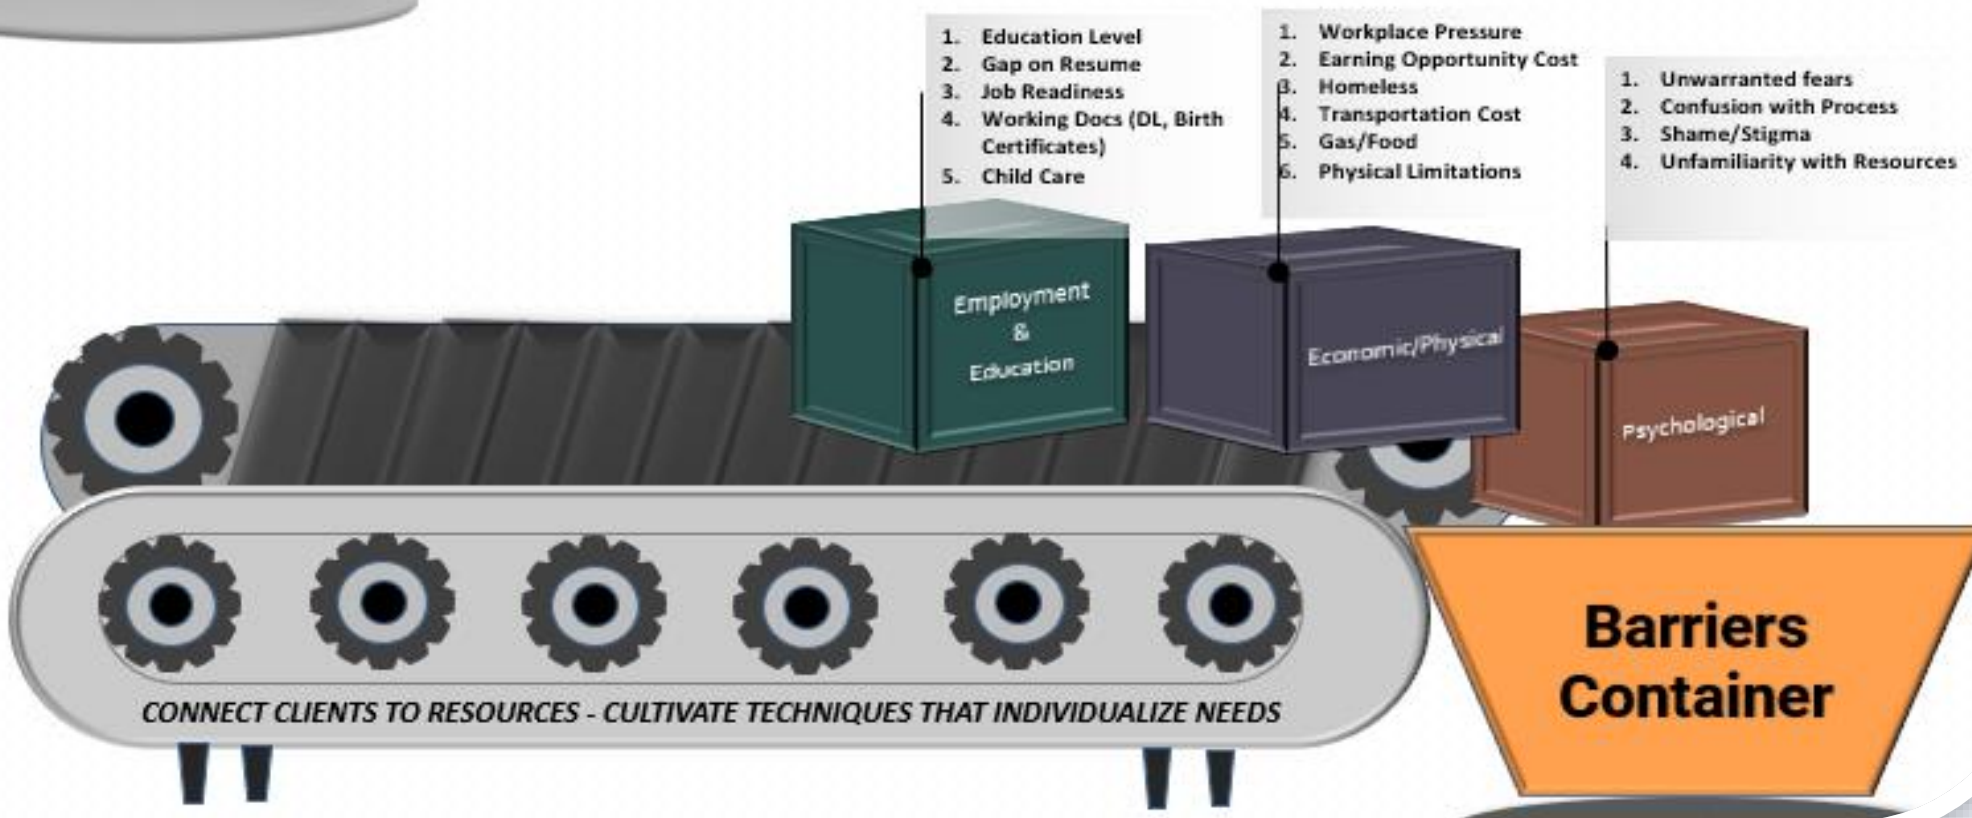 1. Education Level
2. Gap on Resume
3. Job Readiness
4. Working Docs (DL, Birth
Certificates)
5. Child Care
1. Workplace Pressure
2. Earning Opportunity Cost
3. Homeless
4. Transportation Cost
5. Gas/Food
6. Physical Limitations
1. Unwarranted fears
2. Confusion with Process
3. Shame/Stigma
4. Unfamiliarity with Resources
Employment
&
Education
Economic/Physical
Psychological
Barriers
Container
CONNECT CLIENTS TO RESOURCES - CULTIVATE TECHNIQUES THAT INDIVIDUALIZE NEEDS